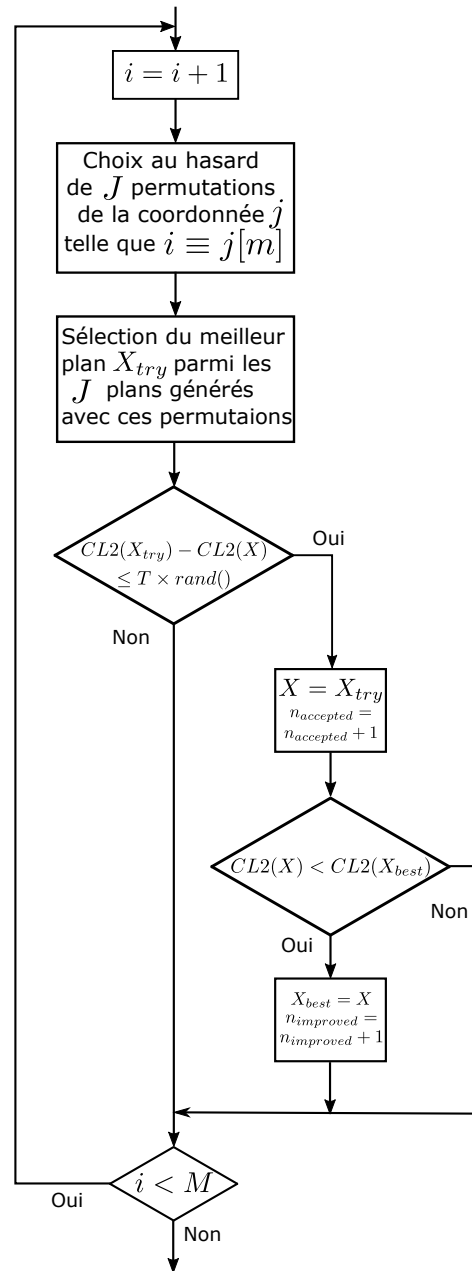 i = i + 1
Choix au hasard
de J permutations
de la coordonnée j
telle que i ≡ j[m]
Sélection du meilleur
plan X_{try} parmi les
J plans générés
avec ces permutaions
CL2(X_{try}) − CL2(X)
≤ T × rand()
Oui
Non
X = X_{try}
n_{accepted} =
n_{accepted} + 1
CL2(X) < CL2(X_{best})
Non
Oui
X_{best} = X
n_{improved} =
n_{improved} + 1
i < M
Oui
Non